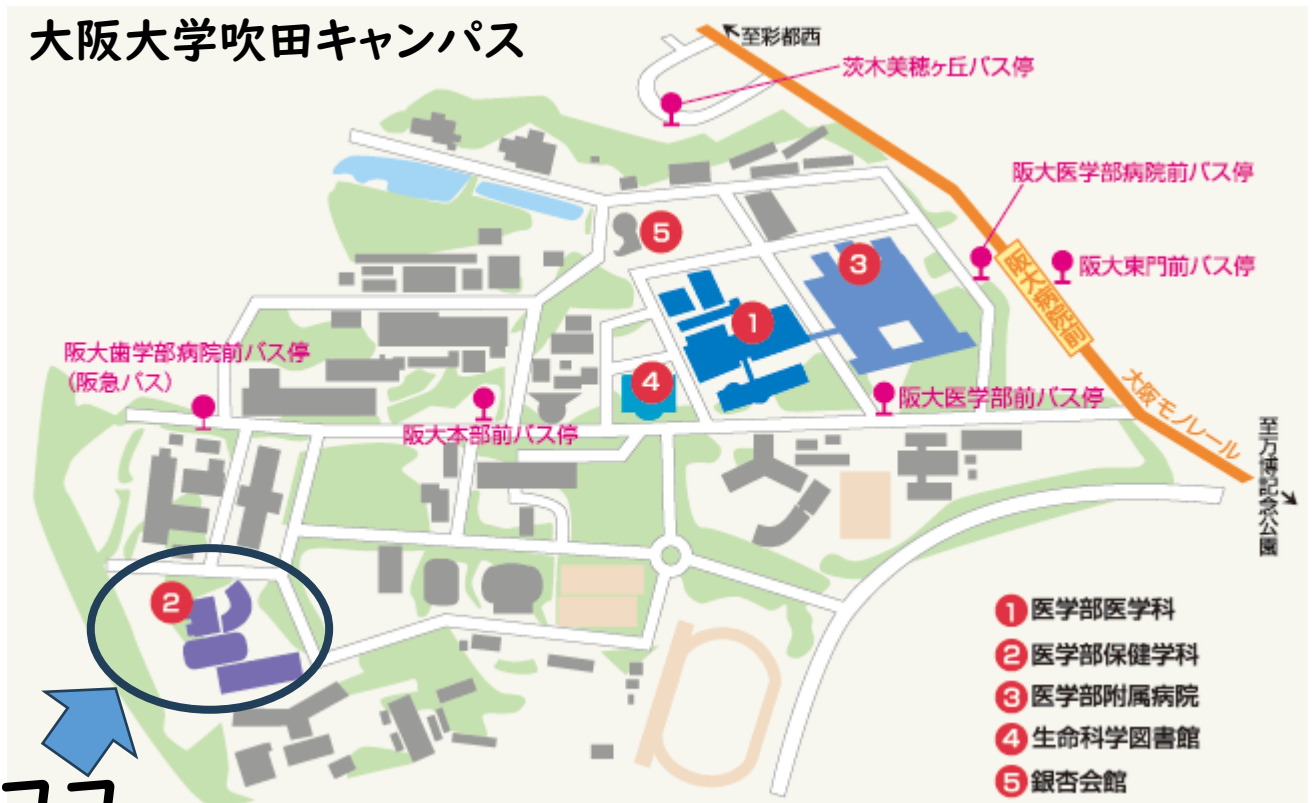 大阪大学吹田キャンパス
至彩都西
茨木美穂ヶ丘バス停
阪大医学部病院前バス停
阪大東門前バス停
阪大病院前
大阪モノレール
至万博記念公園
5
3
1
4
阪大歯学部病院前バス停
(阪急バス)
阪大本部前バス停
阪大医学部前バス停
2
ココ
1 医学部医学科
2 医学部保健学科
3 医学部附属病院
4 生命科学図書館
5 銀杏会館